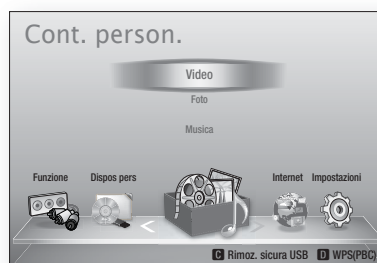 Cont. person.
Video
Foto
Musica
Funzione Dispos pers Internet Impostazioni
C Rimoz. sicura USB D WPS(PBC)